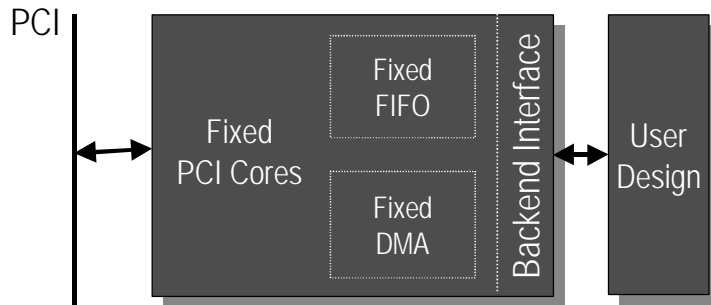 PCI
Fixed
PCI Cores
Fixed
FIFO
Fixed
DMA
Backend Interface
User
Design